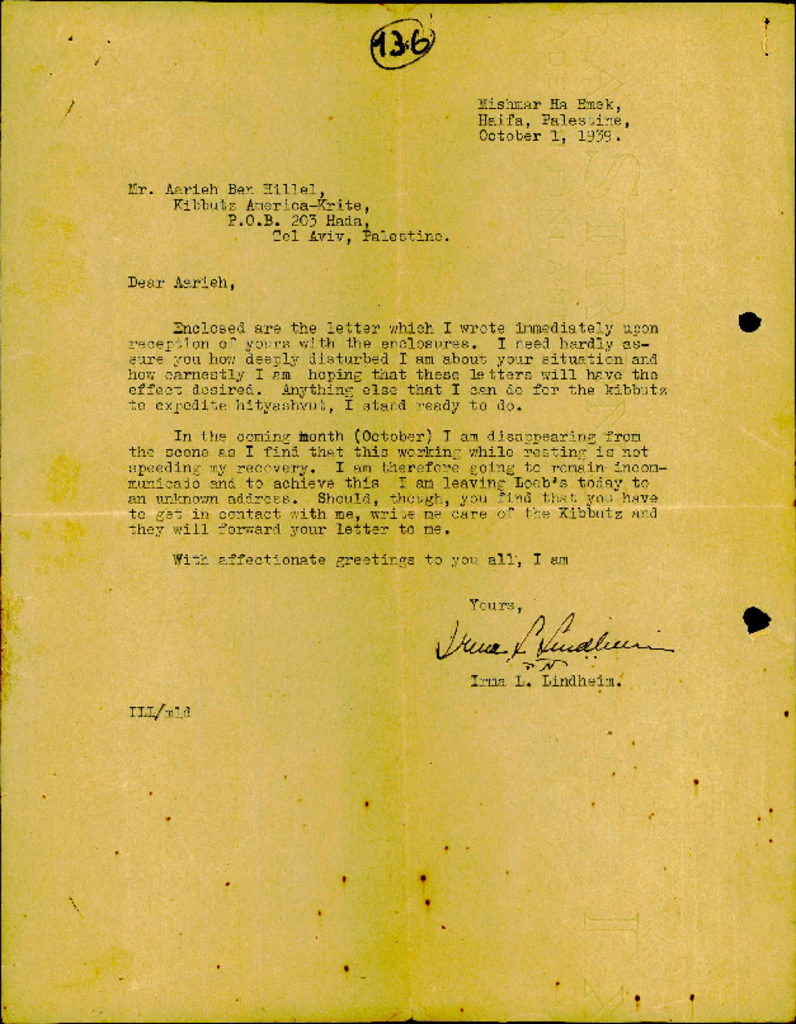 136
Mishmar Ha Emek,
Haifa, Palestine,
October 1, 1939.
Mr. Aarieh Ben Hillel,
Kibbutz America-Krite,
P.O.B. 203 Hada,
Tel Aviv, Palestine.
Dear Aarieh,
Enclosed are the letter which I wrote immediately upon
reception of yours with the enclosures. I need hardly as-
sure you how deeply disturbed I am about your situation and
how earnestly I am hoping that these letters will have the
effect desired. Anything else that I can do for the kibbutz
to expedite hityashvut, I stand ready to do.
In the coming month (October) I am disappearing from
the scene as I find that this working while resting is not
speeding my recovery. I am therefore going to remain incom-
municado and to achieve this I am leaving Loeb's today to
an unknown address. Should, though, you find that you have
to get in contact with me, write me care of the Kibbutz and
they will forward your letter to me.
With affectionate greetings to you all, I am
Yours,
Irma L Lindheim
Irma L. Lindheim.
ILL/mld